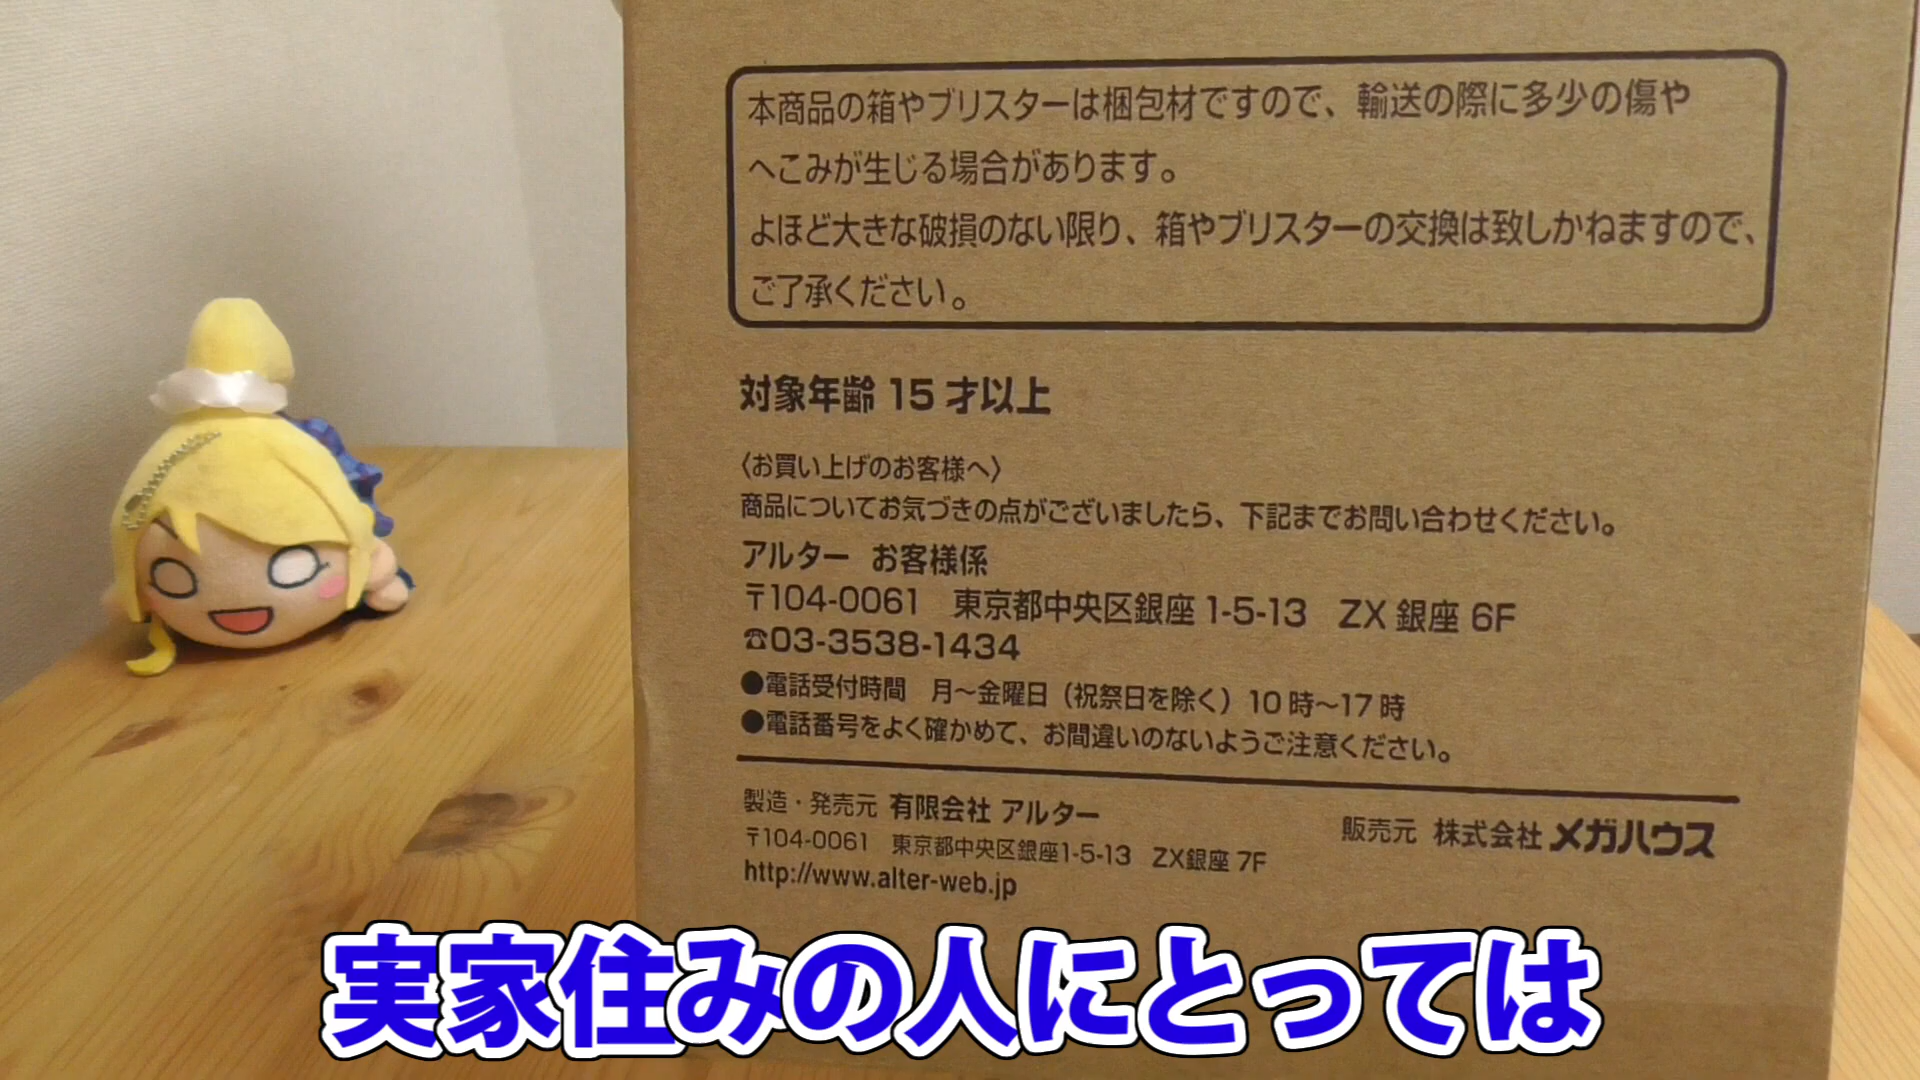 本商品の箱やブリスターは梱包材ですので、輸送の際に多少の傷や
へこみが生じる場合があります。
よほど大きな破損のない限り、箱やブリスターの交換は致しかねますので、
ご了承ください。
対象年齢 15 才以上
〈お買い上げのお客様へ〉
商品についてお気づきの点がございましたら、下記までお問い合わせください。
アルター お客様係
〒104-0061 東京都中央区銀座 1-5-13 ZX 銀座 6F
☎03-3538-1434
●電話受付時間 月～金曜日（祝祭日を除く）10 時～17 時
●電話番号をよく確かめて、お間違いのないようご注意ください。
製造・発売元 有限会社 アルター
〒104-0061 東京都中央区銀座1-5-13 ZX銀座 7F
http://www.alter-web.jp
販売元 株式会社 メガハウス
実家住みの人にとっては